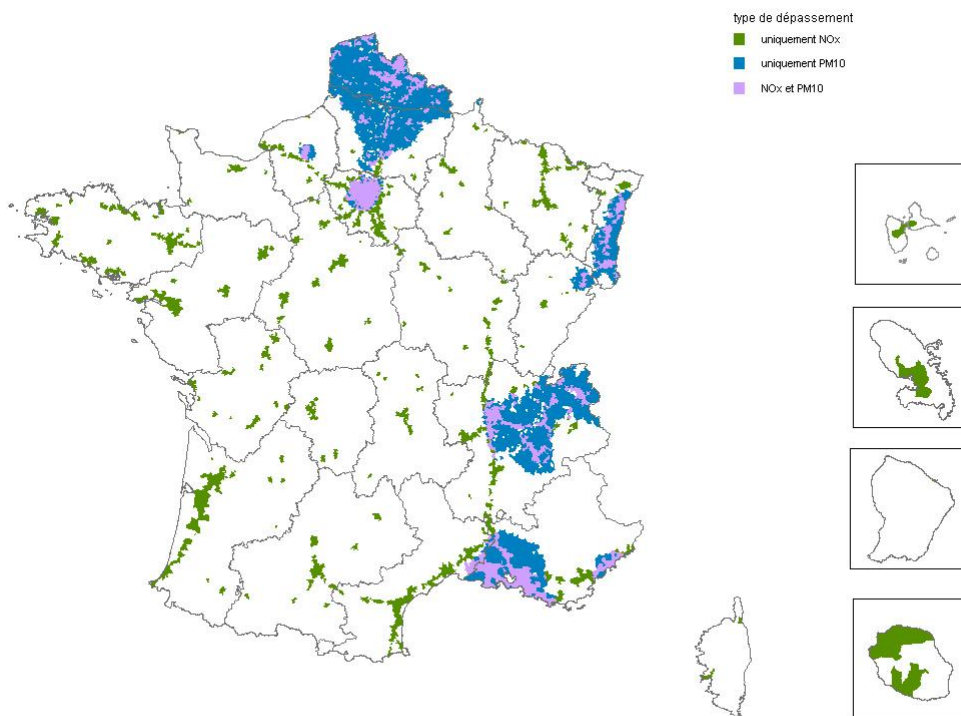 type de dépassement
uniquement NOx
uniquement PM10
NOx et PM10